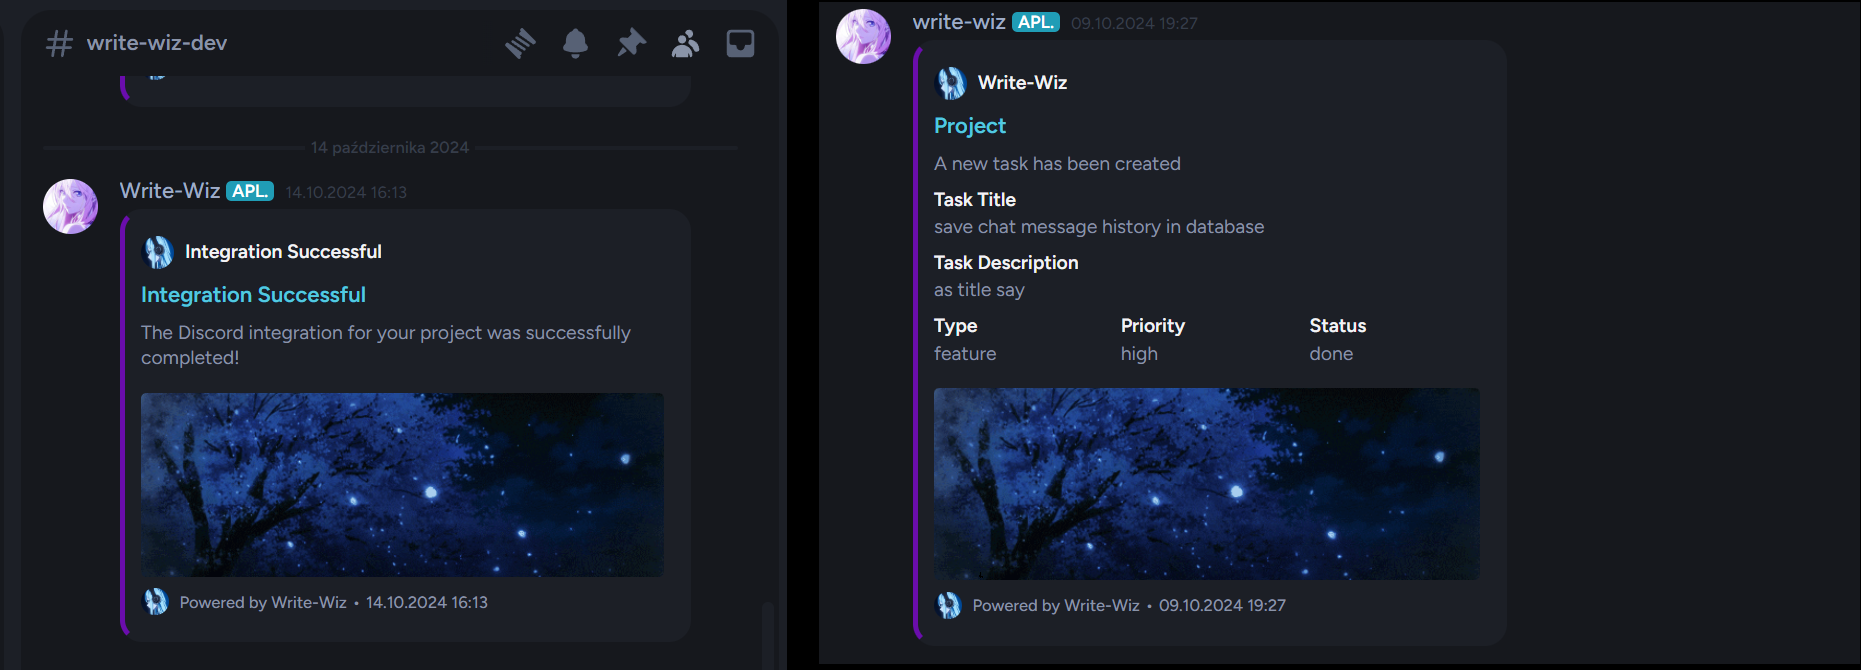 # write-wiz-dev
14 października 2024
Write-Wiz APL. 14.10.2024 16:13
Integration Successful
Integration Successful
The Discord integration for your project was successfully
completed!
Powered by Write-Wiz • 14.10.2024 16:13
write-wiz APL. 09.10.2024 19:27
Write-Wiz
Project
A new task has been created
Task Title
save chat message history in database
Task Description
as title say
Type Priority Status
feature high done
Powered by Write-Wiz • 09.10.2024 19:27